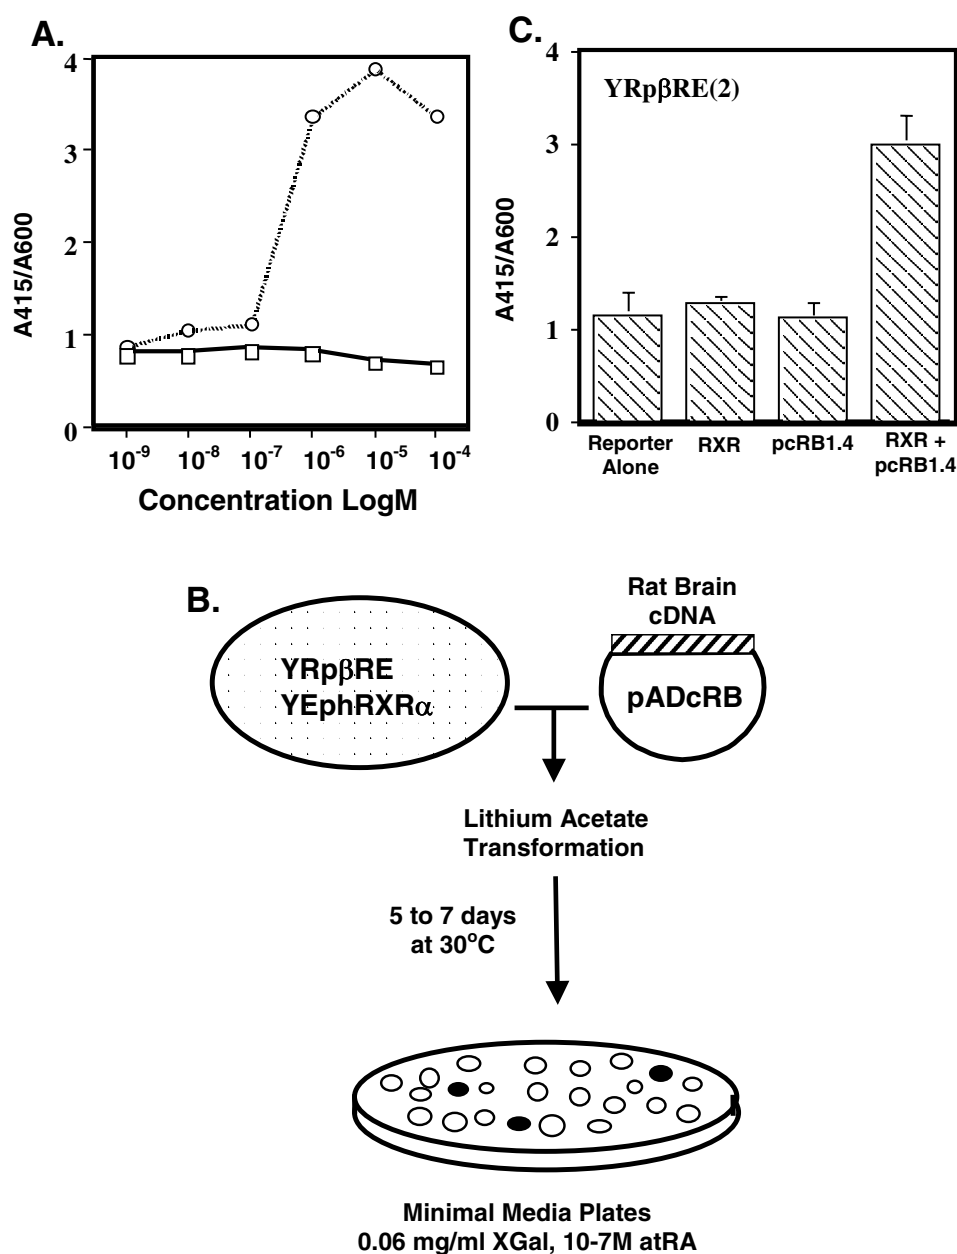 A.
4
3
2
1
0
A415/A600
10-9 10-8 10-7 10-6 10-5 10-4
Concentration LogM
C.
4
3
2
1
0
A415/A600
YRpβRE(2)
Reporter
Alone
RXR
pcRB1.4
RXR +
pcRB1.4
B.
YRpβRE
YEphRXRα
Rat Brain
cDNA
pADcRB
Lithium Acetate
Transformation
5 to 7 days
at 30oC
Minimal Media Plates
0.06 mg/ml XGal, 10-7M atRA